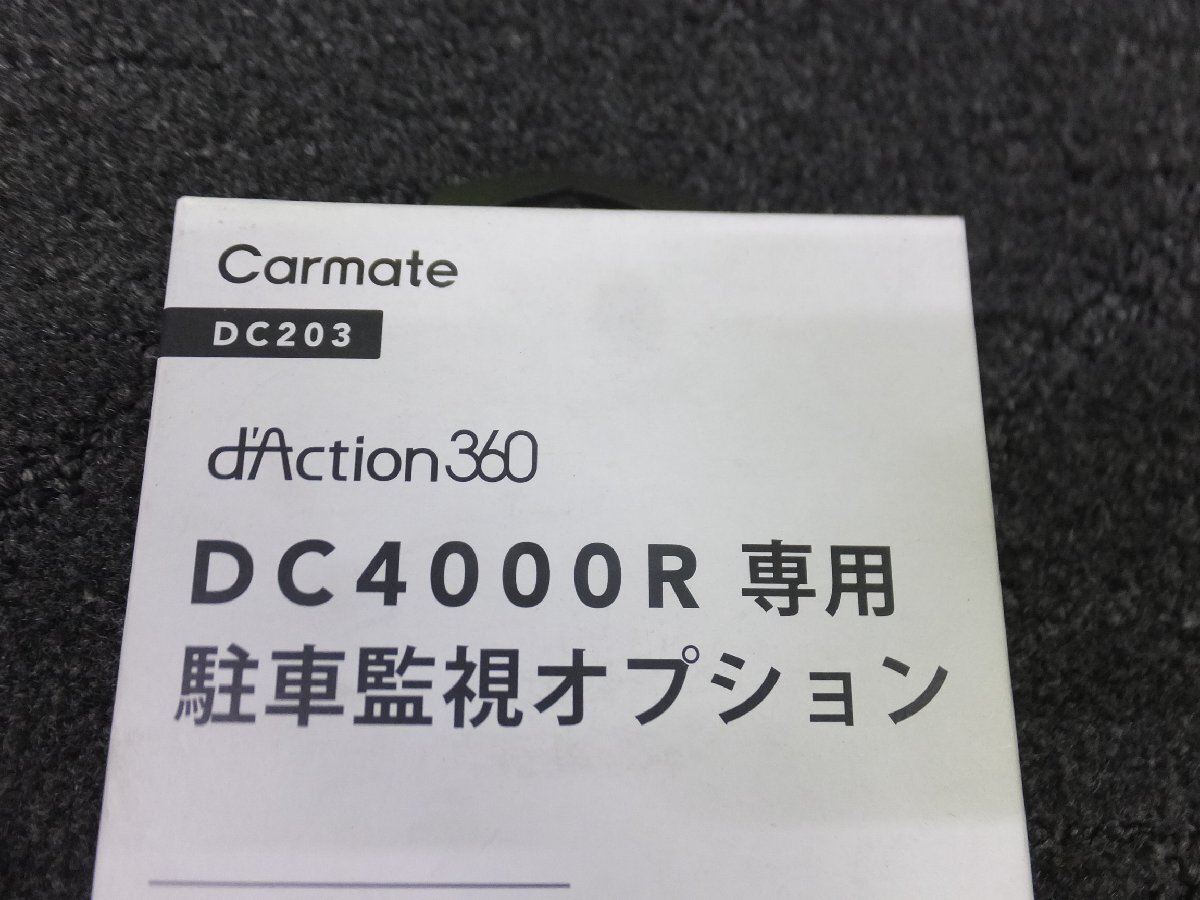 Carmate
DC203
d'Action360
DC4000R 専用
駐車監視オプション